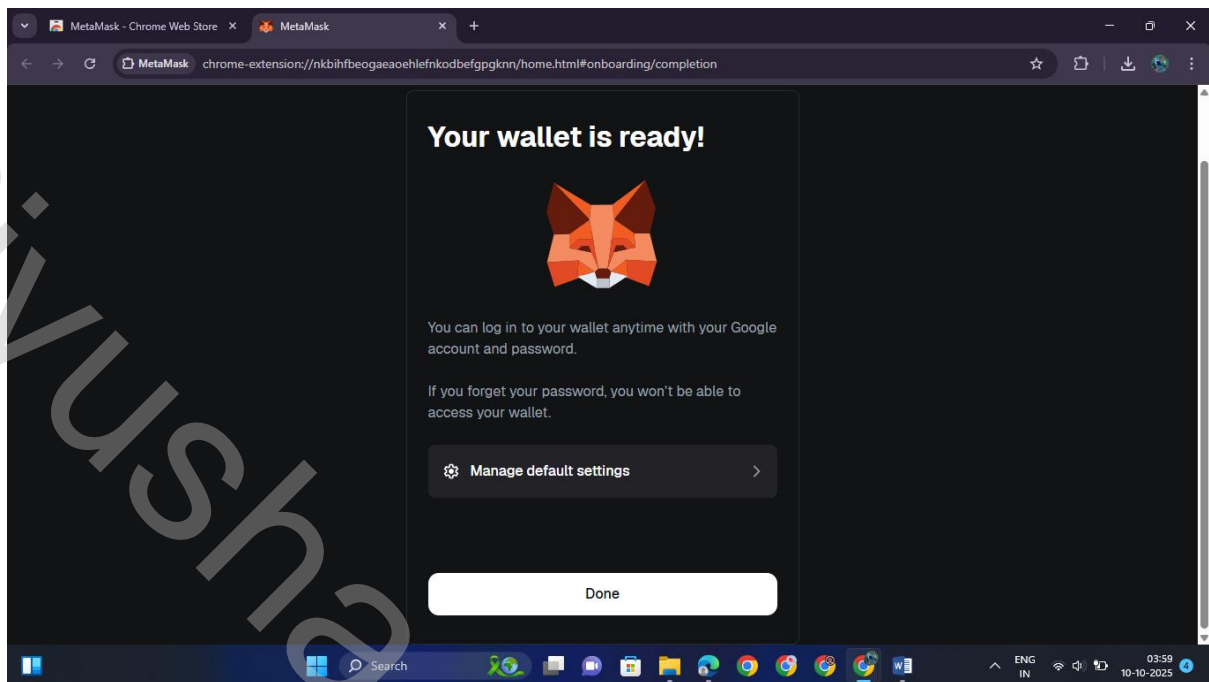 MetaMask - Chrome Web Store
MetaMask
MetaMask chrome-extension://nkbihfbeogaeaoehlefnkodbefgpgknn/home.html#onboarding/completion
Your wallet is ready!
You can log in to your wallet anytime with your Google
account and password.
If you forget your password, you won't be able to
access your wallet.
Manage default settings
Done
yusha
Search
ENG
IN
03:59
10-10-2025
4